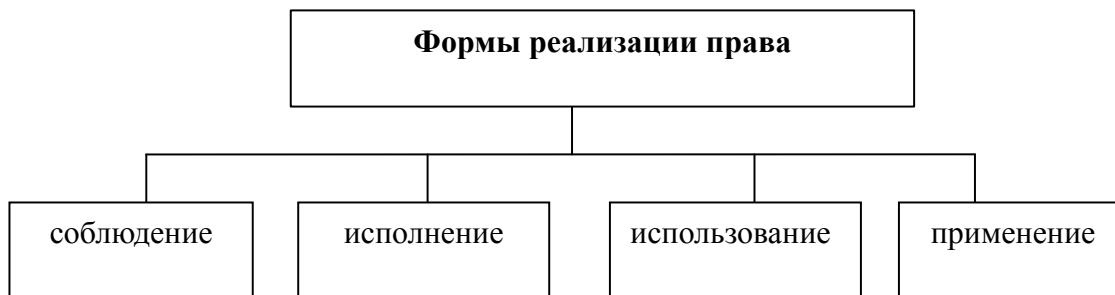 Формы реализации права
соблюдение
исполнение
использование
применение